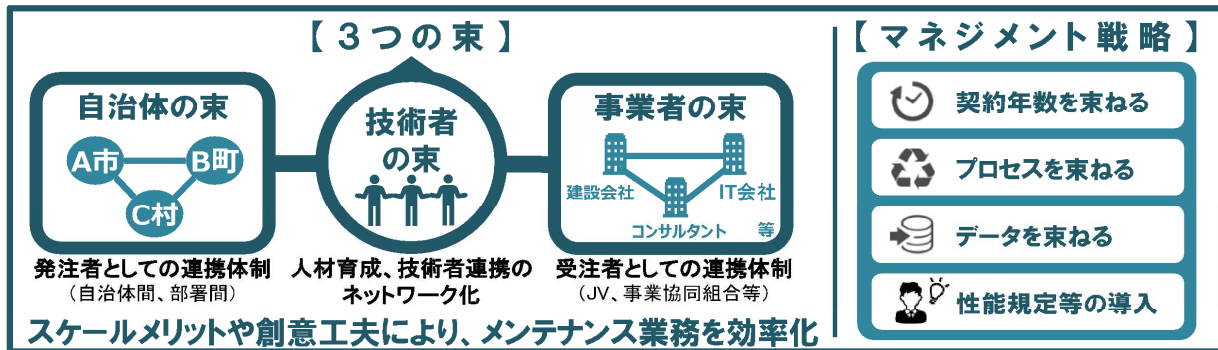 【3つの束】
自治体の束
A市
B町
C村
発注者としての連携体制
（自治体間、部署間）
技術者
の束
人材育成、技術者連携の
ネットワーク化
事業者の束
建設会社
IT会社
コンサルタント 等
受注者としての連携体制
（JV、事業協同組合等）
スケールメリットや創意工夫により、メンテナンス業務を効率化
【マネジメント戦略】
契約年数を束ねる
プロセスを束ねる
データを束ねる
性能規定等の導入